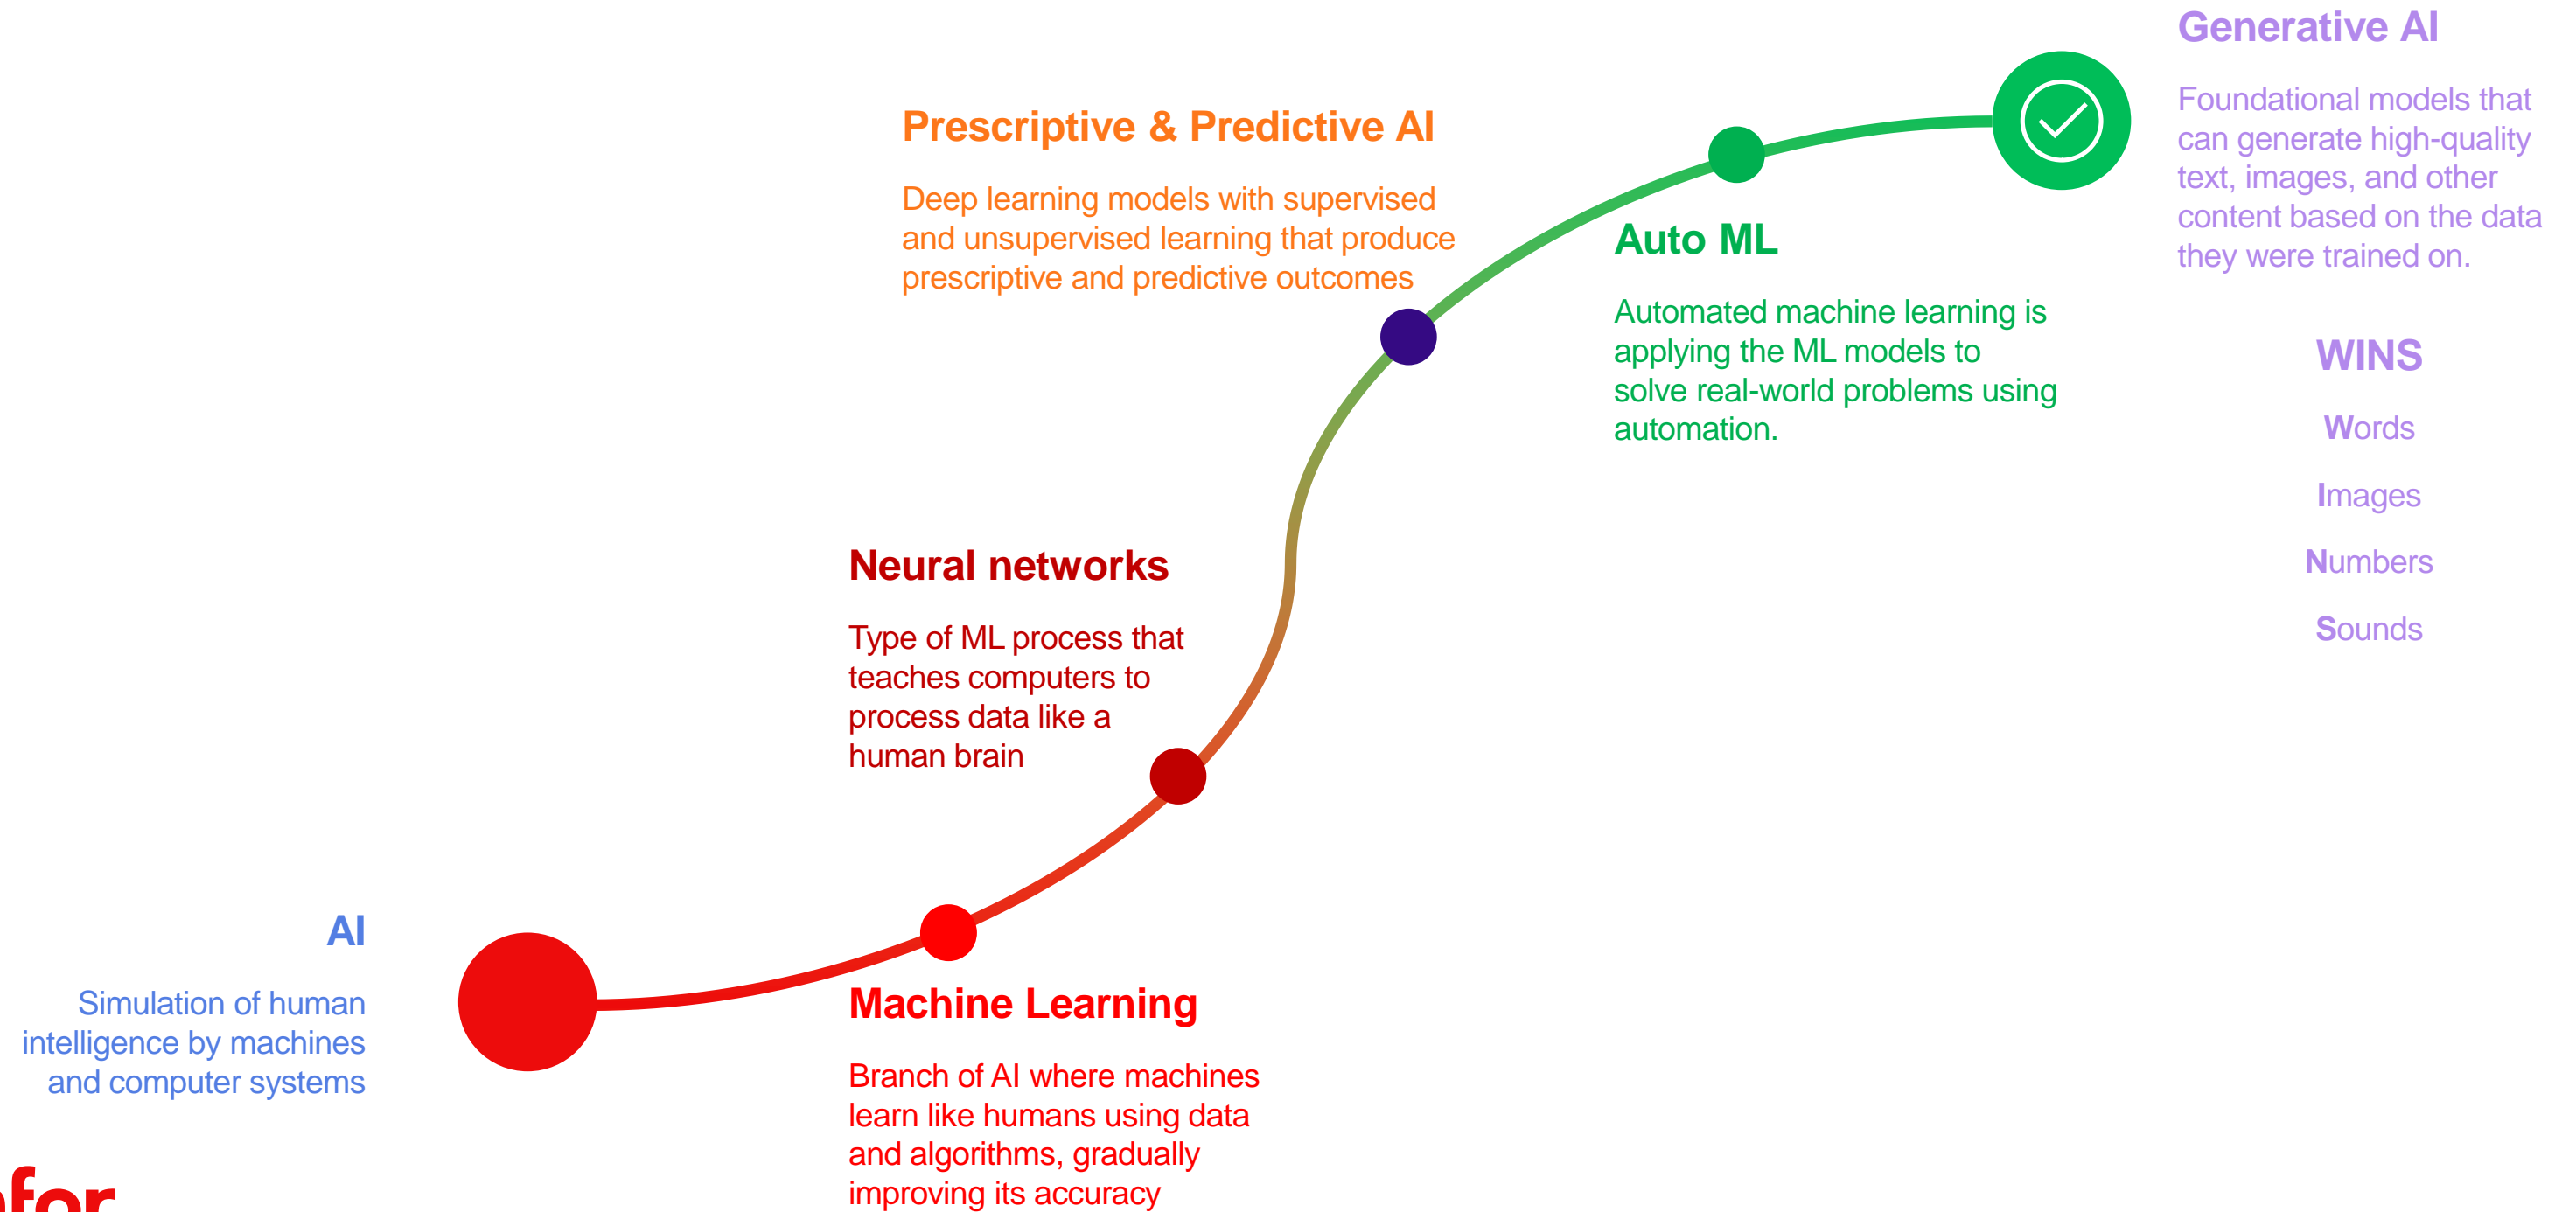 AI
Simulation of human
intelligence by machines
and computer systems
Machine Learning
Branch of AI where machines
learn like humans using data
and algorithms, gradually
improving its accuracy
Neural networks
Type of ML process that
teaches computers to
process data like a
human brain
Prescriptive & Predictive AI
Deep learning models with supervised
and unsupervised learning that produce
prescriptive and predictive outcomes
Auto ML
Automated machine learning is
applying the ML models to
solve real-world problems using
automation.
Generative AI
Foundational models that
can generate high-quality
text, images, and other
content based on the data
they were trained on.
WINS
Words
Images
Numbers
Sounds